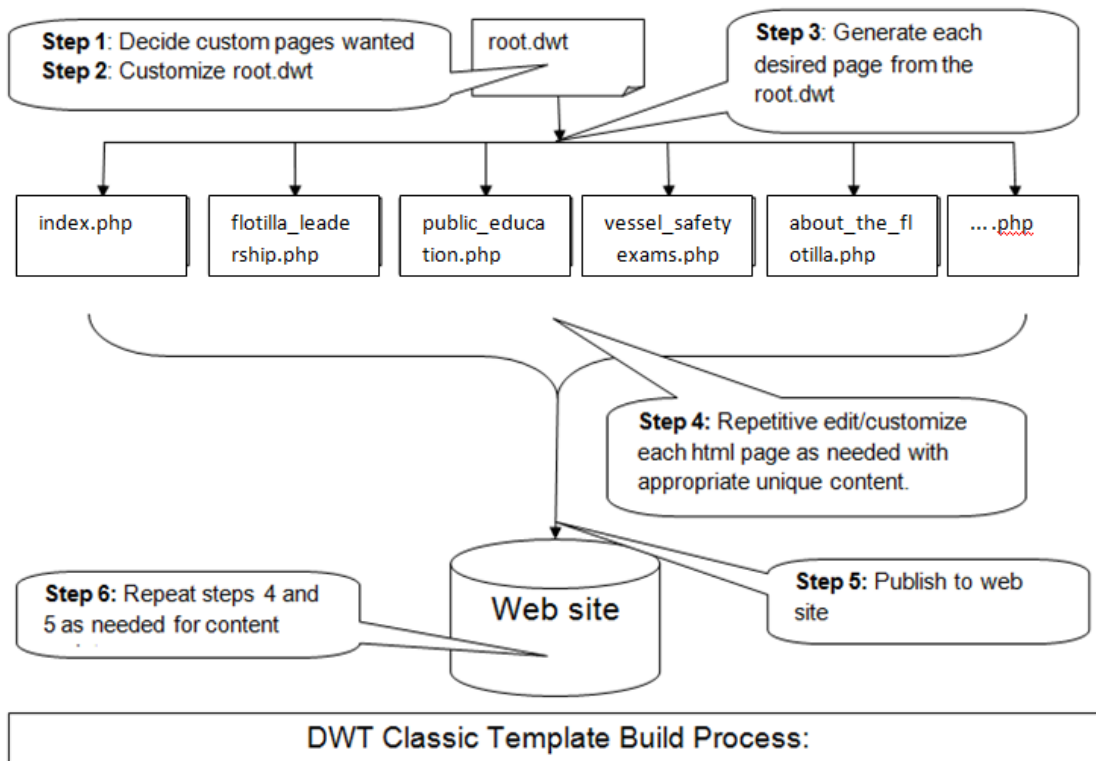 Step 1: Decide custom pages wanted
Step 2: Customize root.dwt
root.dwt
Step 3: Generate each
desired page from the
root.dwt
index.php
flotilla_leade
rship.php
public_educa
tion.php
vessel_safety
exams.php
about_the_fl
otilla.php
... .php
Step 4: Repetitive edit/customize
each html page as needed with
appropriate unique content.
Step 5: Publish to web
site
Step 6: Repeat steps 4 and
5 as needed for content
Web site
DWT Classic Template Build Process: